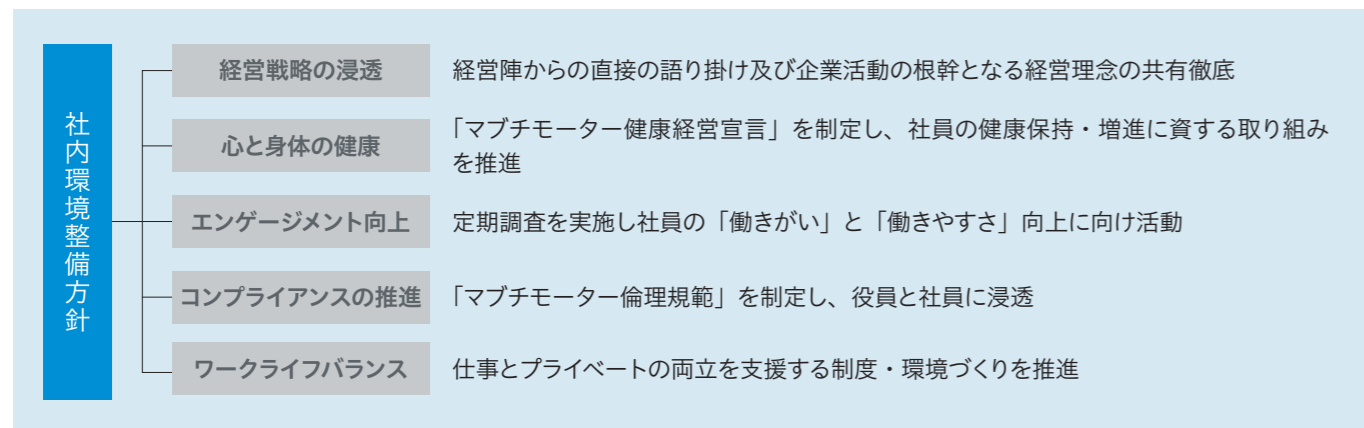 社内環境整備方針
経営戦略の浸透
経営陣からの直接の語り掛け及び企業活動の根幹となる経営理念の共有徹底
心と身体の健康
「マブチモーター健康経営宣言」を制定し、社員の健康保持・増進に資する取り組み
を推進
エンゲージメント向上
定期調査を実施し社員の「働きがい」と「働きやすさ」向上に向け活動
コンプライアンスの推進
「マブチモーター倫理規範」を制定し、役員と社員に浸透
ワークライフバランス
仕事とプライベートの両立を支援する制度・環境づくりを推進